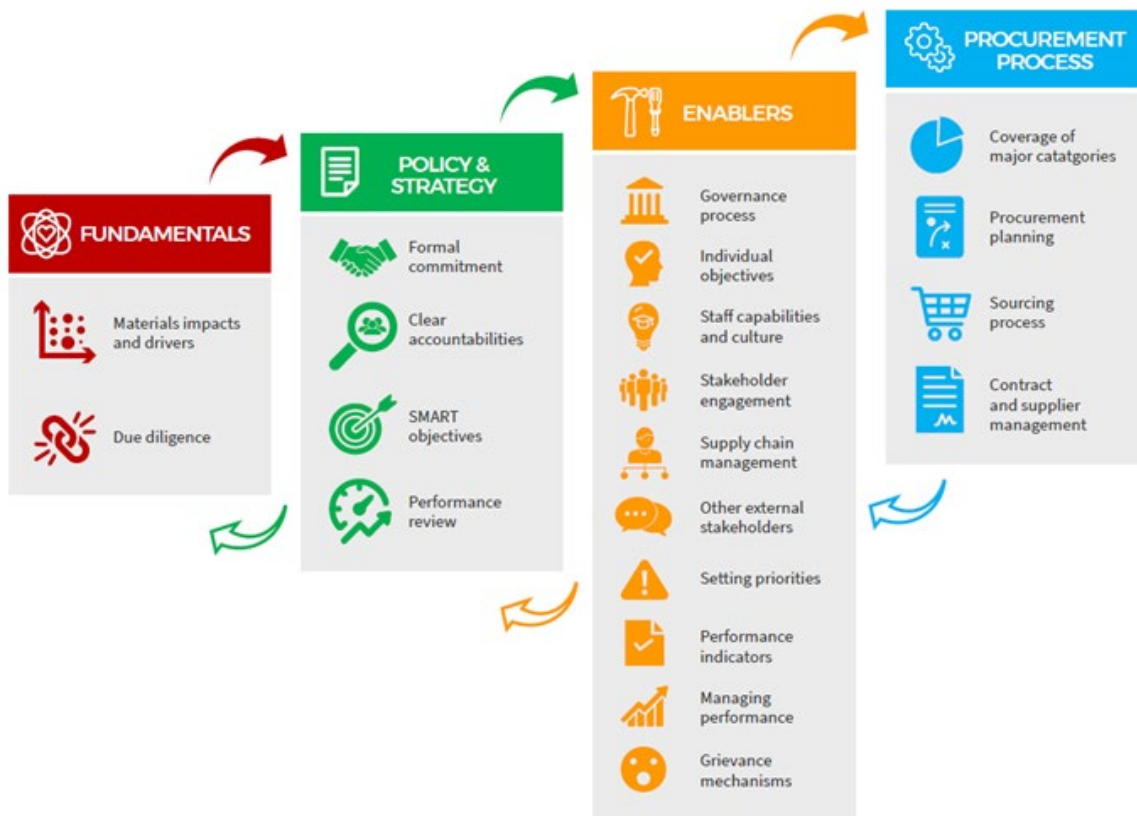 FUNDAMENTALS
Materials impacts
and drivers
Due diligence
POLICY &
STRATEGY
Formal
commitment
Clear
accountabilities
SMART
objectives
Performance
review
ENABLERS
Governance
process
Individual
objectives
Staff capabilities
and culture
Stakeholder
engagement
Supply chain
management
Other external
stakeholders
Setting priorities
Performance
indicators
Managing
performance
Grievance
mechanisms
PROCUREMENT
PROCESS
Coverage of
major catatgories
Procurement
planning
Sourcing
process
Contract
and supplier
management